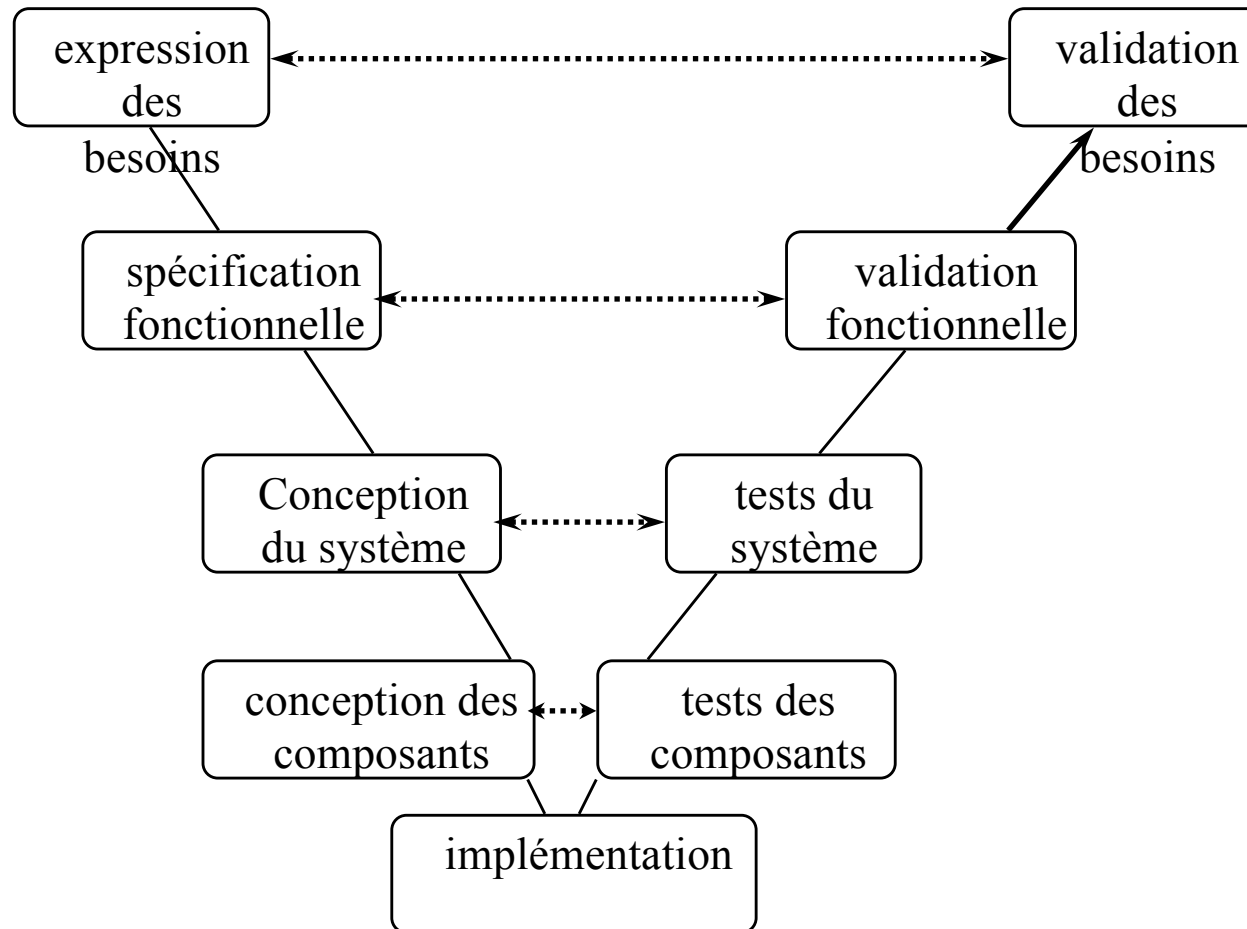 expression
des
besoins
validation
des
besoins
spécification
fonctionnelle
validation
fonctionnelle
Conception
du système
tests du
système
conception des
composants
tests des
composants
implémentation